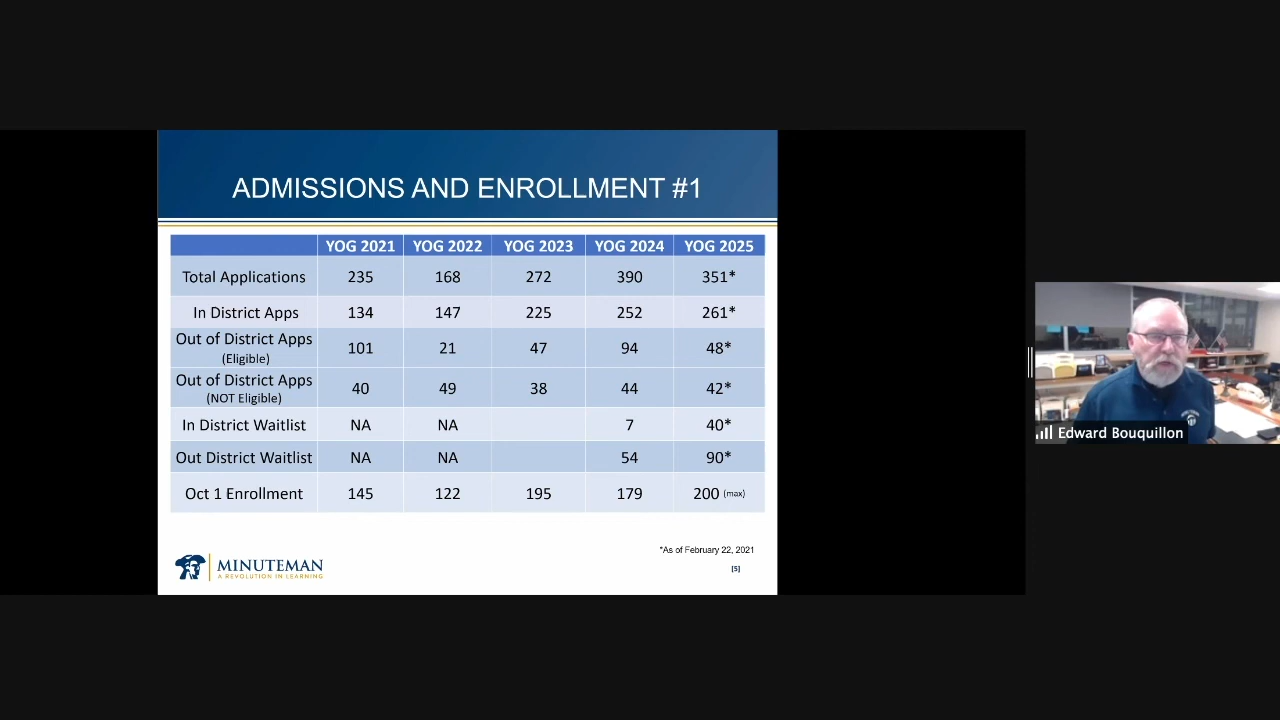 ADMISSIONS AND ENROLLMENT #1
YOG 2021 YOG 2022 YOG 2023 YOG 2024 YOG 2025
Total Applications 235 168 272 390 351*
In District Apps 134 147 225 252 261*
Out of District Apps (Eligible) 101 21 47 94 48*
Out of District Apps (NOT Eligible) 40 49 38 44 42*
In District Waitlist NA NA 7 40*
Out District Waitlist NA NA 54 90*
Oct 1 Enrollment 145 122 195 179 200 (max)
*As of February 22, 2021
[5]
MINUTEMAN
A REVOLUTION IN LEARNING
Edward Bouquillon